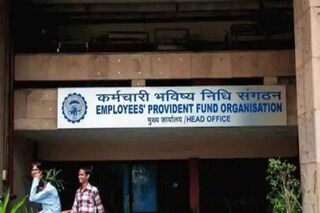 कर्मचारी भविष्य निधि संगठन
EMPLOYEES' PROVIDENT FUND ORGANISATION
मुख्य कार्यालय /HEAD OFFICE